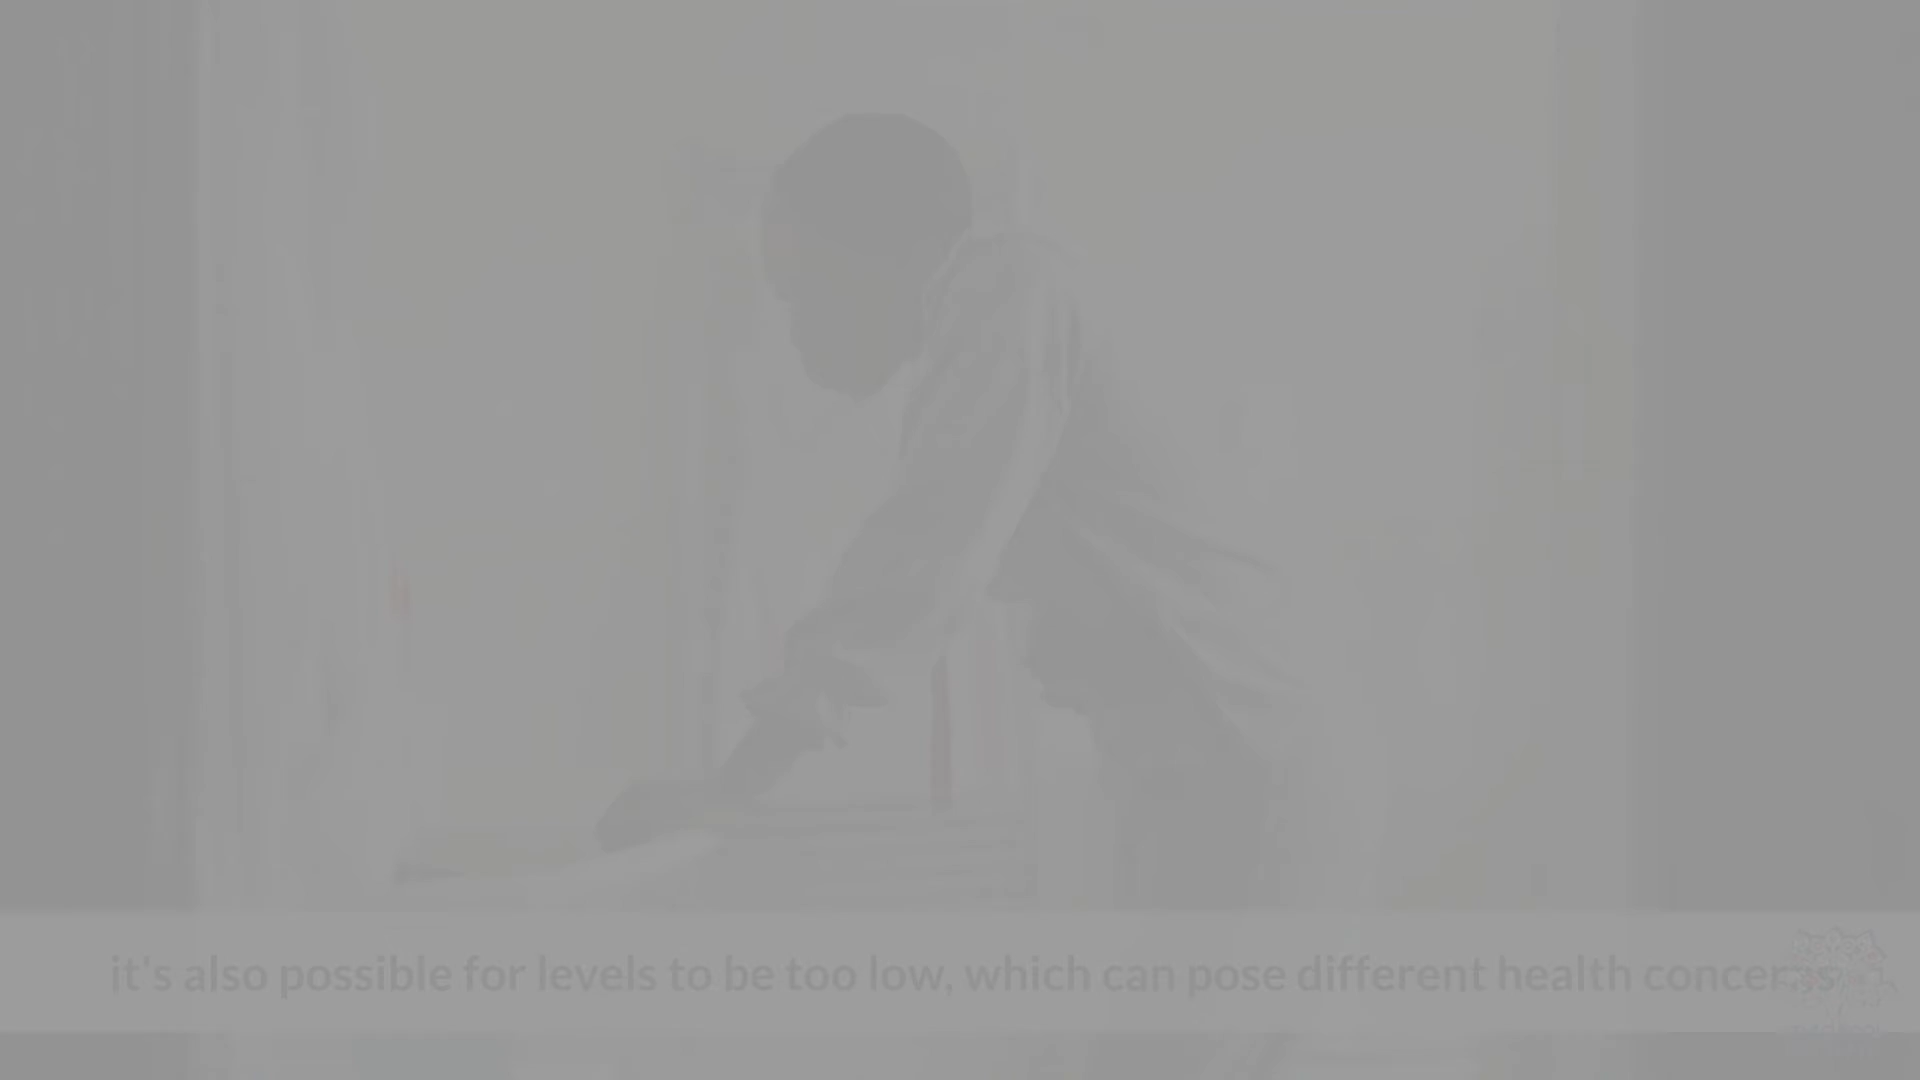 it's also possible for levels to be too low, which can pose different health concerns